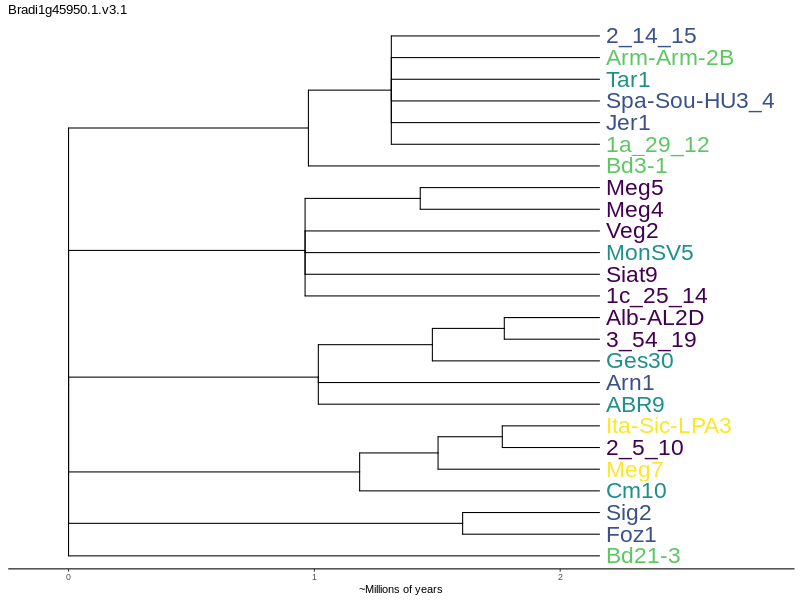 Bradi1g45950.1.v3.1
2_14_15
Arm-Arm-2B
Tar1
Spa-Sou-HU3_4
Jer1
1a_29_12
Bd3-1
Meg5
Meg4
Veg2
MonSV5
Siat9
1c_25_14
Alb-AL2D
3_54_19
Ges30
Arn1
ABR9
Ita-Sic-LPA3
2_5_10
Meg7
Cm10
Sig2
Foz1
Bd21-3
0 1 2
~Millions of years